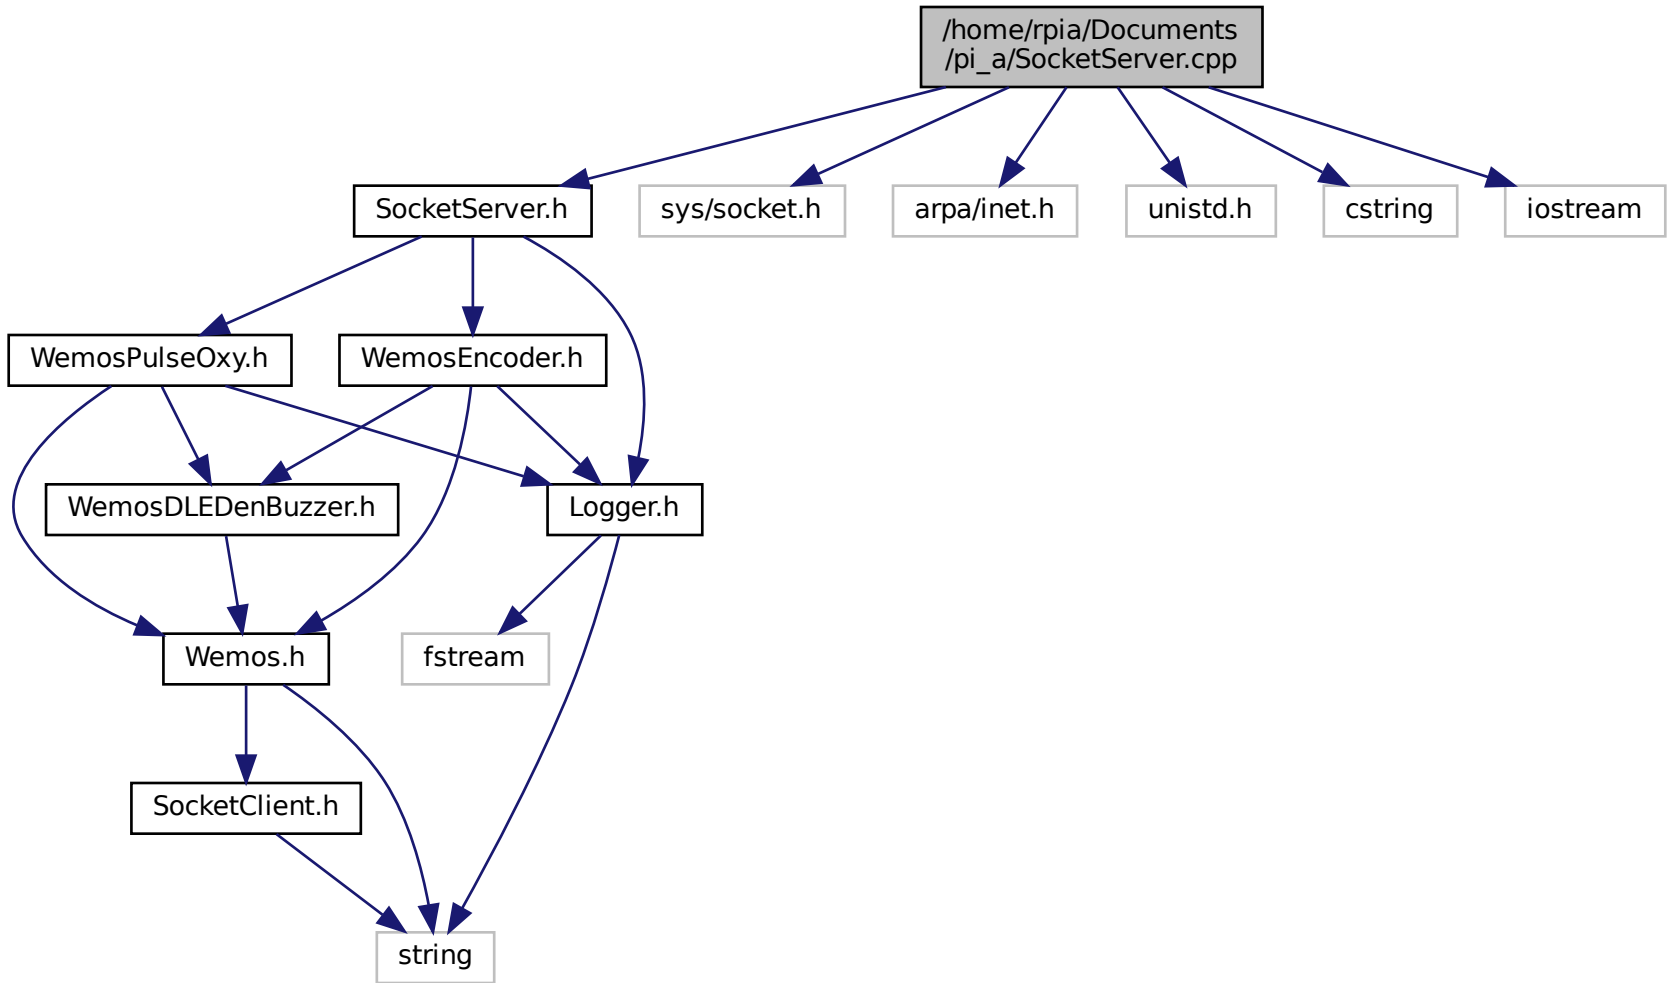 /home/rpia/Documents
/pi_a/SocketServer.cpp
SocketServer.h
sys/socket.h
arpa/inet.h
unistd.h
cstring
iostream
WemosPulseOxy.h
WemosEncoder.h
WemosDLEDenBuzzer.h
Logger.h
Wemos.h
fstream
SocketClient.h
string